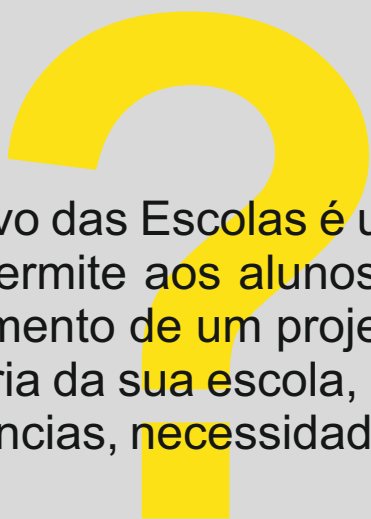 vo das Escolas é u
ermite aos alunos
mento de um proje
ria da sua escola,
ncias, necessidad
?